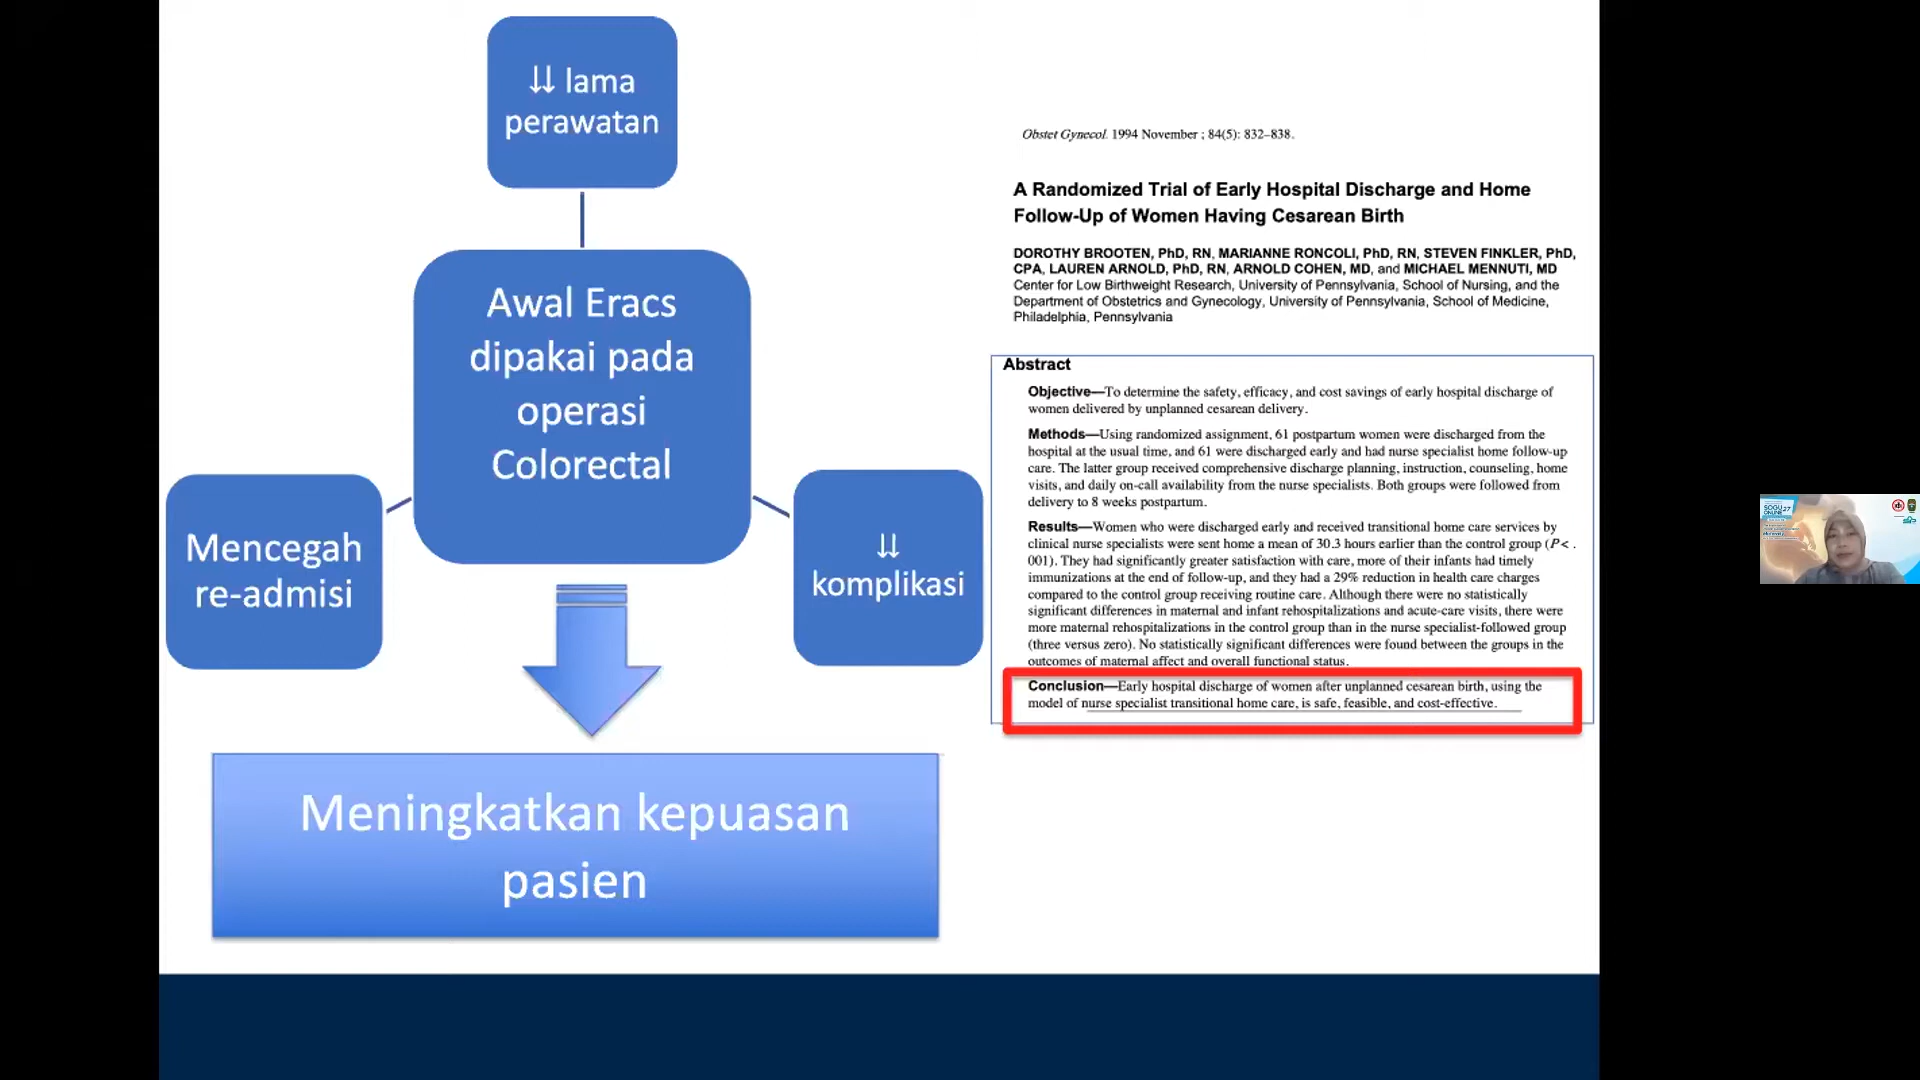 ⇊ lama
perawatan
Awal Eracs
dipakai pada
operasi
Colorectal
Mencegah
re-admisi
⇊
komplikasi
Meningkatkan kepuasan
pasien
Obstet Gynecol. 1994 November ; 84(5): 832–838.
A Randomized Trial of Early Hospital Discharge and Home
Follow-Up of Women Having Cesarean Birth
DOROTHY BROOTEN, PhD, RN, MARIANNE RONCOLI, PhD, RN, STEVEN FINKLER, PhD,
CPA, LAUREN ARNOLD, PhD, RN, ARNOLD COHEN, MD, and MICHAEL MENNUTI, MD
Center for Low Birthweight Research, University of Pennsylvania, School of Nursing, and the
Department of Obstetrics and Gynecology, University of Pennsylvania, School of Medicine,
Philadelphia, Pennsylvania
Abstract
Objective—To determine the safety, efficacy, and cost savings of early hospital discharge of
women delivered by unplanned cesarean delivery.
Methods—Using randomized assignment, 61 postpartum women were discharged from the
hospital at the usual time, and 61 were discharged early and had nurse specialist home follow-up
care. The latter group received comprehensive discharge planning, instruction, counseling, home
visits, and daily on-call availability from the nurse specialists. Both groups were followed from
delivery to 8 weeks postpartum.
Results—Women who were discharged early and received transitional home care services by
clinical nurse specialists were sent home a mean of 30.3 hours earlier than the control group (P< .
001). They had significantly greater satisfaction with care, more of their infants had timely
immunizations at the end of follow-up, and they had a 29% reduction in health care charges
compared to the control group receiving routine care. Although there were no statistically
significant differences in maternal and infant rehospitalizations and acute-care visits, there were
more maternal rehospitalizations in the control group than in the nurse specialist-followed group
(three versus zero). No statistically significant differences were found between the groups in the
outcomes of maternal affect and overall functional status.
Conclusion—Early hospital discharge of women after unplanned cesarean birth, using the
model of nurse specialist transitional home care, is safe, feasible, and cost-effective.
SOGU 27
ONLINE